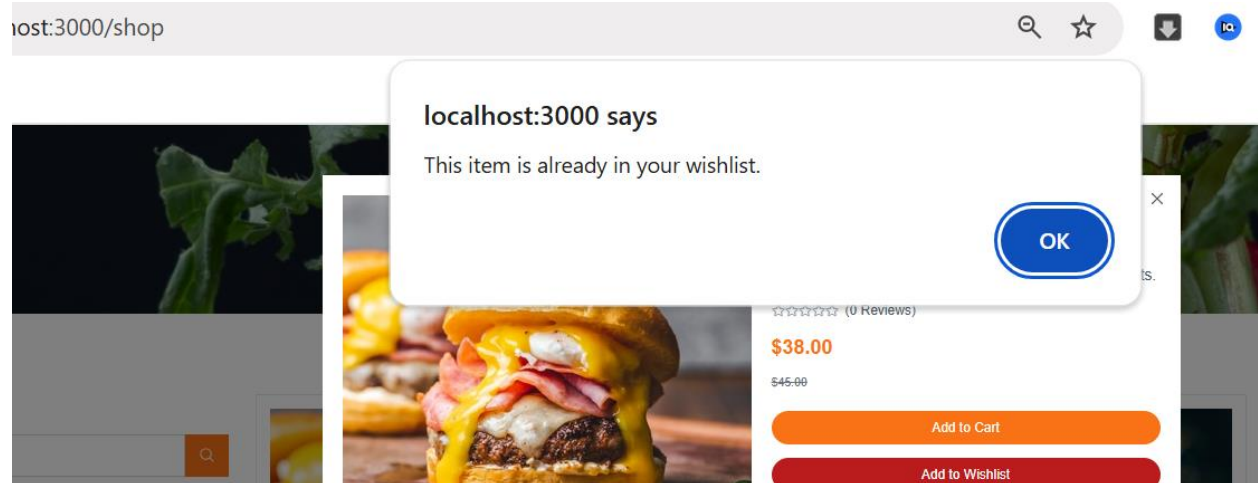 host:3000/shop
localhost:3000 says
This item is already in your wishlist.
OK
ts.
(0 Reviews)
$38.00
$45.00
Add to Cart
Add to Wishlist